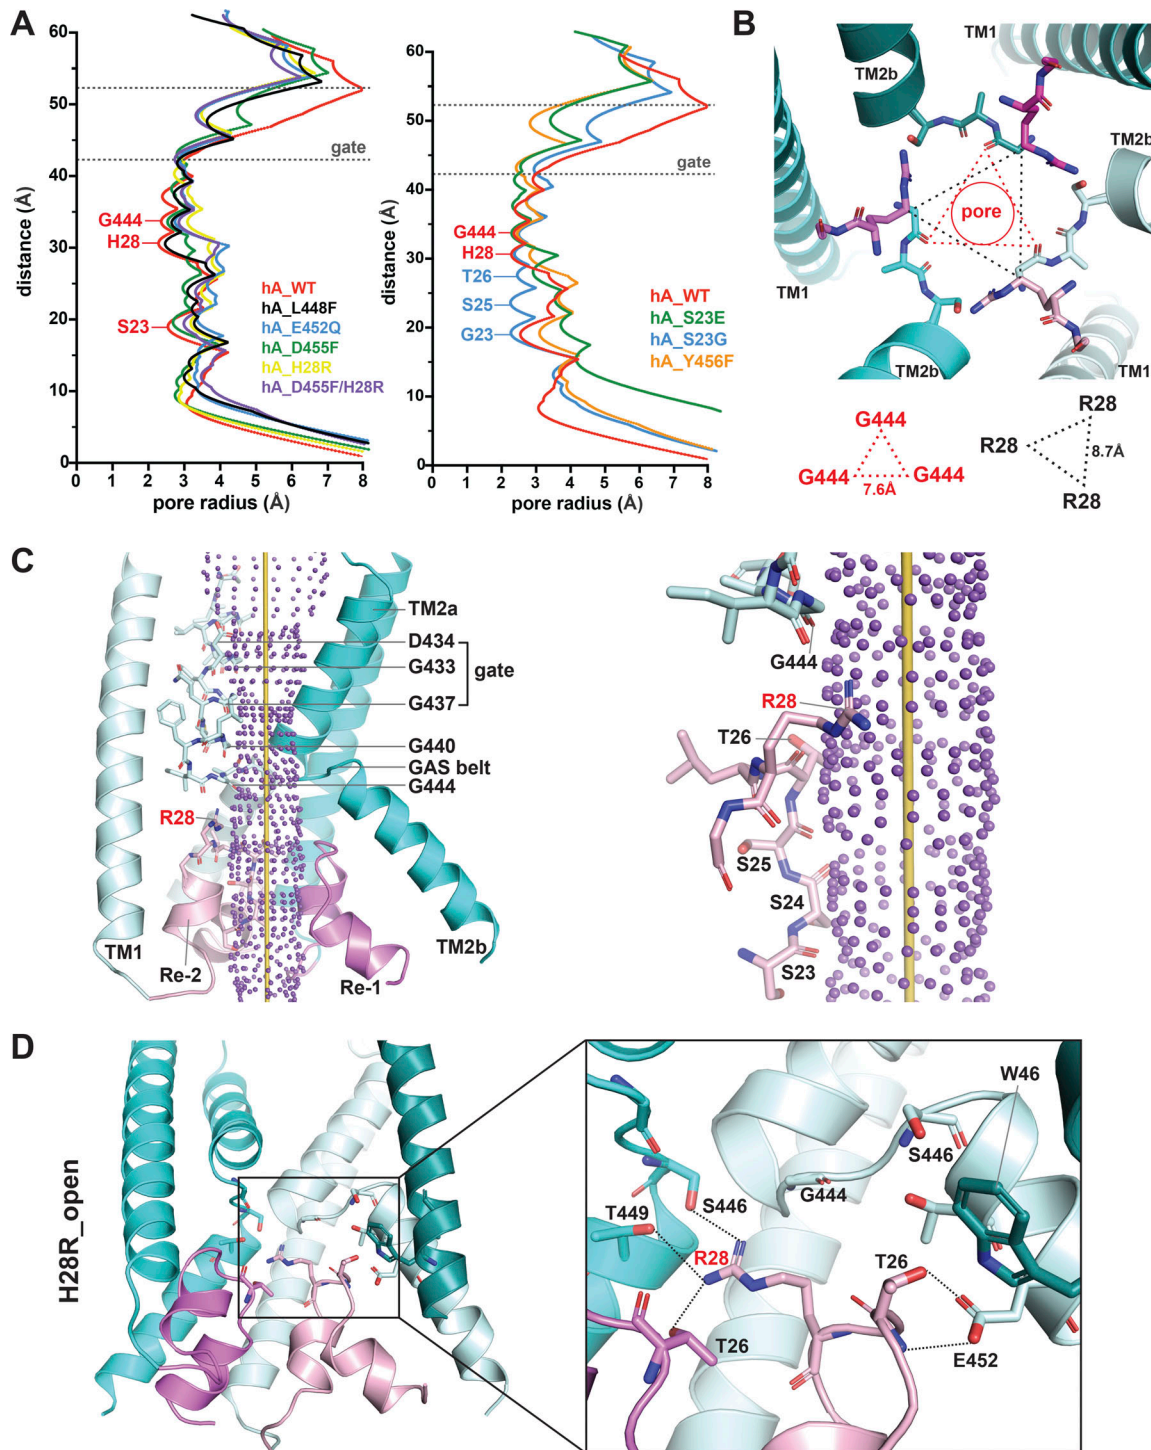 A
60
50
40
30
20
10
0
distance (Å)
gate
G444
H28
S23
hA_WT
hA_L448F
hA_E452Q
hA_D455F
hA_H28R
hA_D455F/H28R
0 1 2 3 4 5 6 7 8
pore radius (Å)
60
50
40
30
20
10
0
distance (Å)
gate
G444
H28
T26
S25
G23
hA_WT
hA_S23E
hA_S23G
hA_Y456F
0 1 2 3 4 5 6 7 8
pore radius (Å)
B
TM1
TM2b
TM2b
pore
TM1
TM2b
TM1
G444
G444 G444
7.6Å
R28
R28
8.7Å
R28
C
TM2a
D434
G433
gate
G437
G440
GAS belt
G444
R28
TM1
Re-2
Re-1
TM2b
G444
R28
T26
S25
S24
S23
D
H28R_open
W46
S446
G444
S446
T449
R28
T26
T26
E452